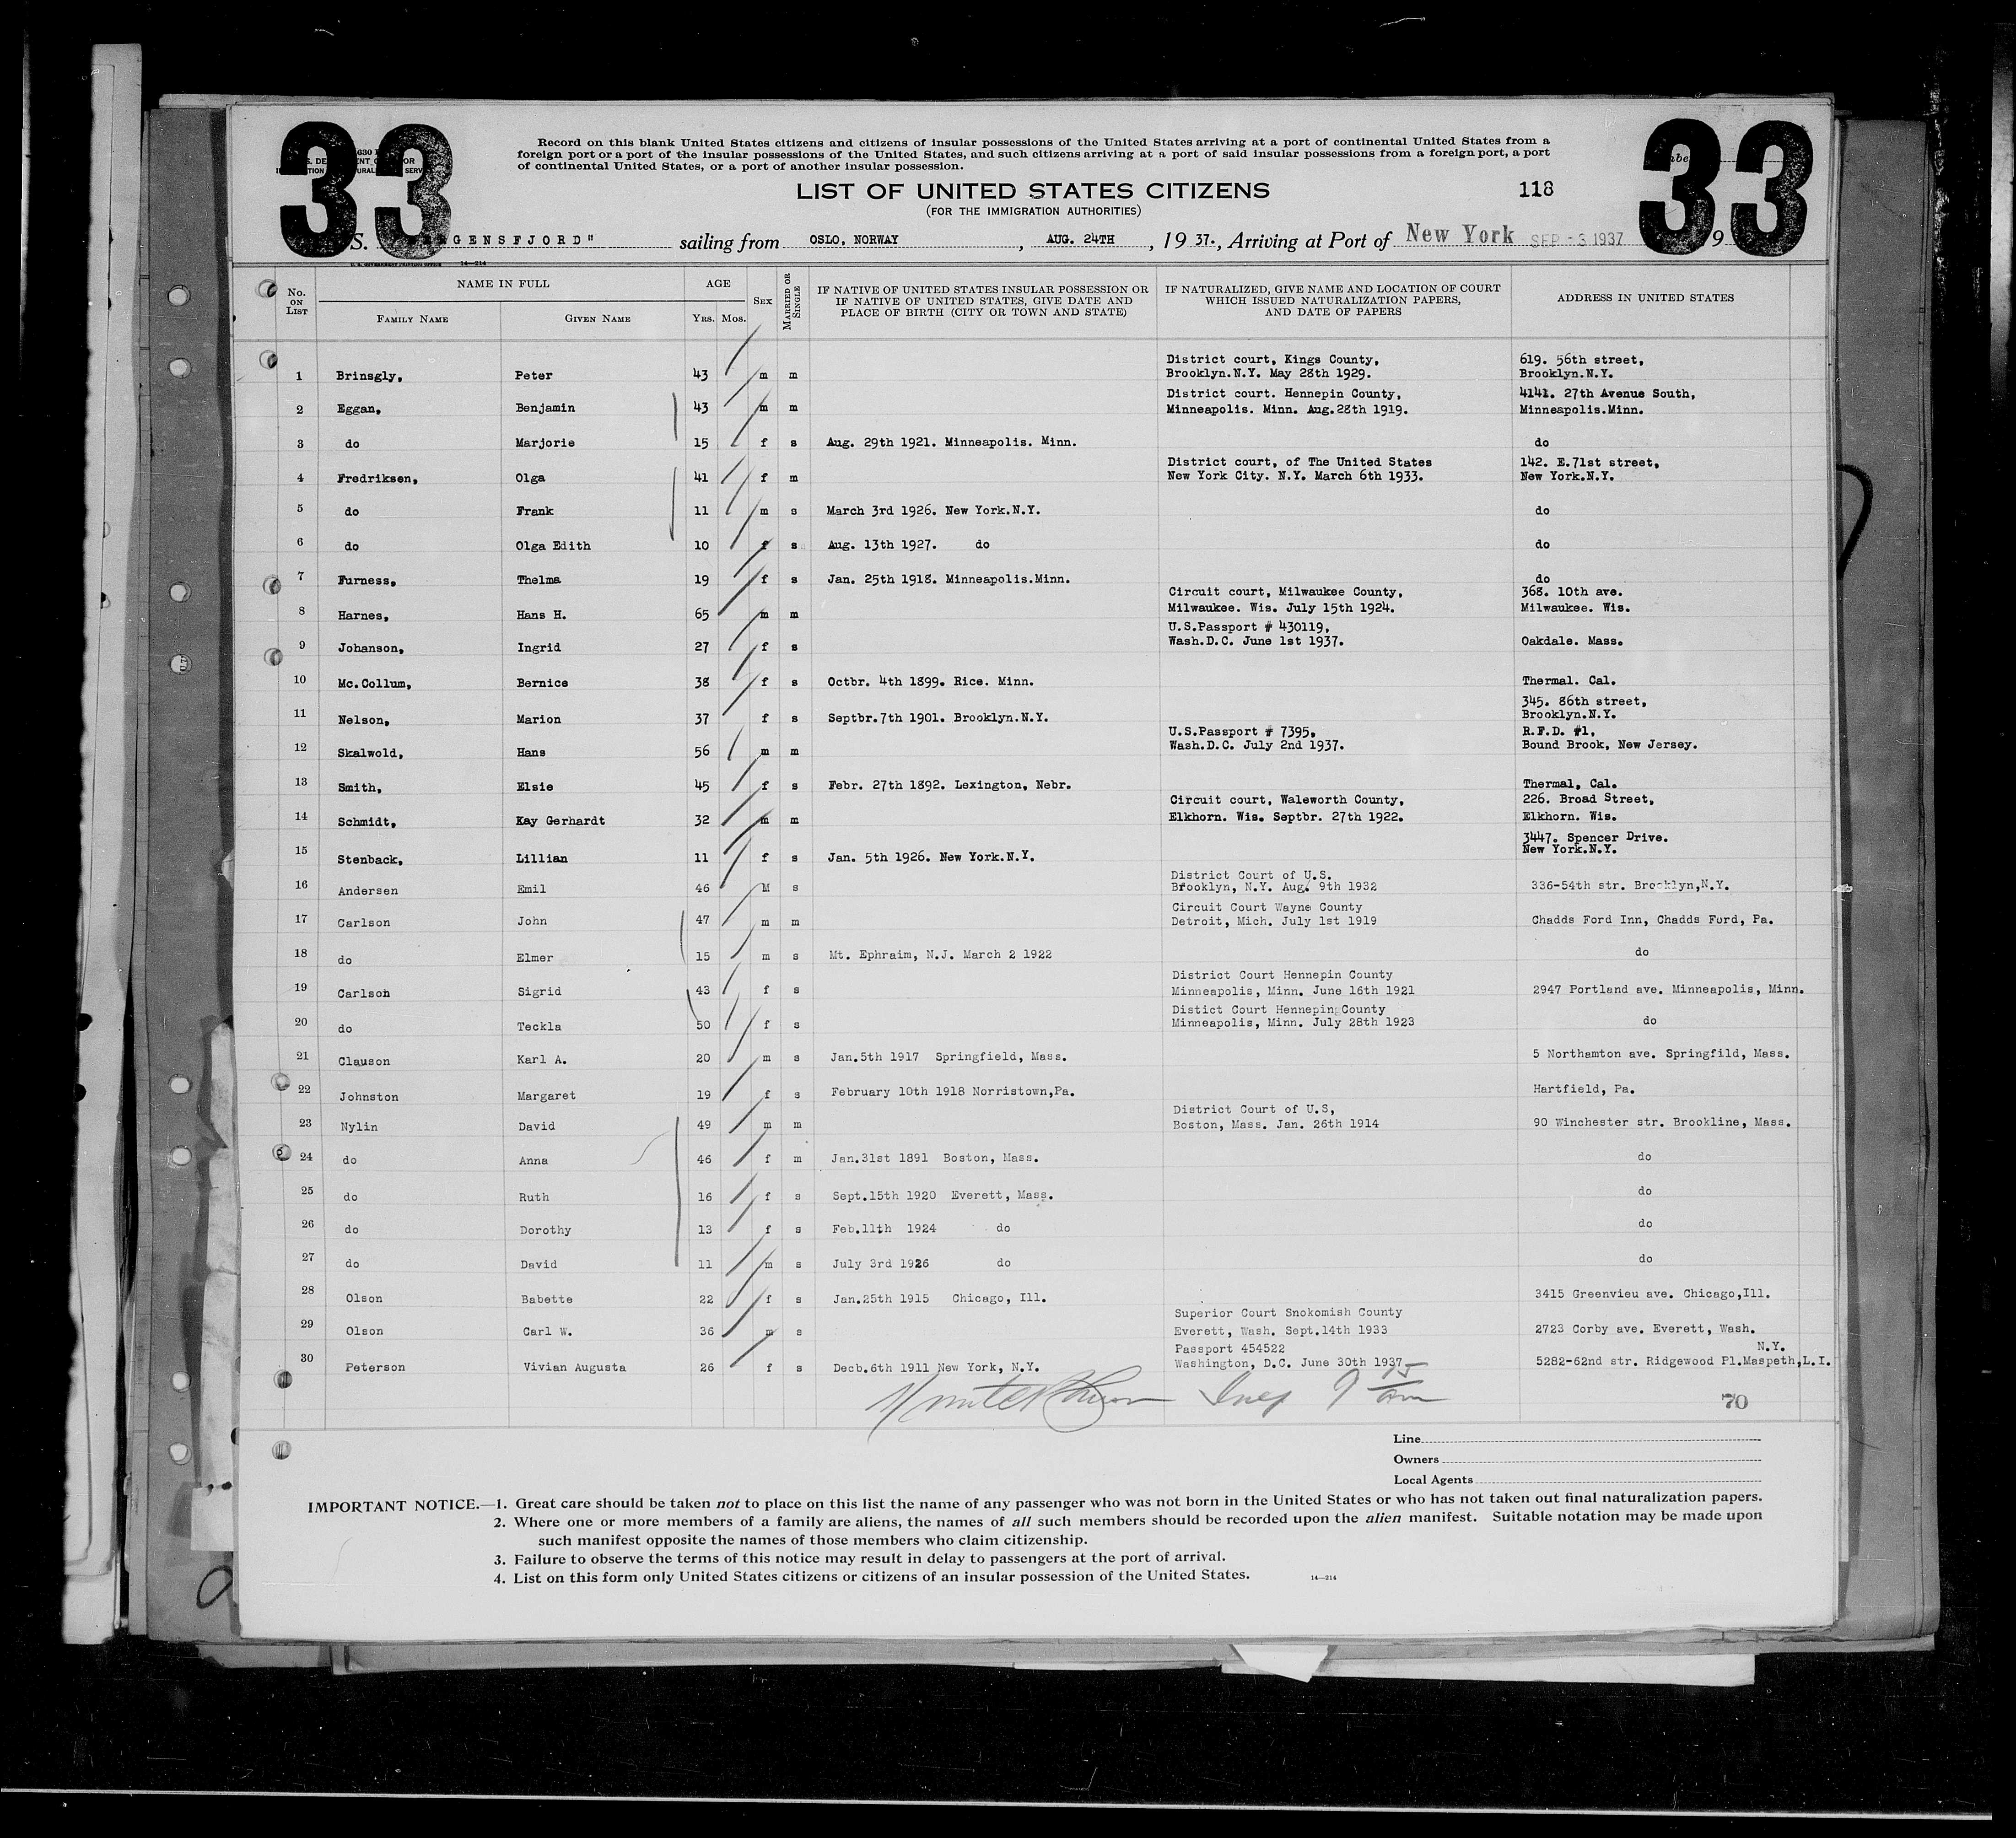 33
33
Record on this blank United States citizens and citizens of insular possessions of the United States arriving at a port of continental United States from a
foreign port or a port of the insular possessions of the United States, and such citizens arriving at a port of said insular possessions from a foreign port, a port
of continental United States, or a port of another insular possession.
LIST OF UNITED STATES CITIZENS
118
(FOR THE IMMIGRATION AUTHORITIES)
S. GENSFJORD" sailing from OSLO, NORWAY, AUG. 24TH, 19 37., Arriving at Port of New York SEP -3 1937
14—214
No. ON LIST
NAME IN FULL
FAMILY NAME
GIVEN NAME
AGE
YRS. MOS.
SEX
MARRIED OR SINGLE
IF NATIVE OF UNITED STATES INSULAR POSSESSION OR
IF NATIVE OF UNITED STATES, GIVE DATE AND
PLACE OF BIRTH (CITY OR TOWN AND STATE)
IF NATURALIZED, GIVE NAME AND LOCATION OF COURT
WHICH ISSUED NATURALIZATION PAPERS,
AND DATE OF PAPERS
ADDRESS IN UNITED STATES
District court, Kings County, 619. 56th street,
1 Brinsgly, Peter 43 m m Brooklyn.N.Y. May 28th 1929. Brooklyn.N.Y.
District court. Hennepin County, 4141. 27th Avenue South,
2 Eggan, Benjamin 43 m m Minneapolis. Minn. Aug.28th 1919. Minneapolis.Minn.
3 do Marjorie 15 f s Aug. 29th 1921. Minneapolis. Minn. do
District court, of The United States 142. E.71st street,
4 Fredriksen, Olga 41 f m New York City. N.Y. March 6th 1933. New York.N.Y.
5 do Frank 11 m s March 3rd 1926. New York.N.Y. do
6 do Olga Edith 10 f s Aug. 13th 1927. do do
7 Furness, Thelma 19 f s Jan. 25th 1918. Minneapolis.Minn. do
Circuit court, Milwaukee County, 368. 10th ave.
8 Harnes, Hans H. 65 m m Milwaukee. Wis. July 15th 1924. Milwaukee. Wis.
U.S.Passport # 430119,
9 Johanson, Ingrid 27 f s Wash.D.C. June 1st 1937. Oakdale. Mass.
10 Mc.Collum, Bernice 38 f s Octbr. 4th 1899. Rice. Minn. Thermal. Cal.
345. 86th street,
11 Nelson, Marion 37 f s Septbr.7th 1901. Brooklyn.N.Y. Brooklyn.N.Y.
U.S.Passport # 7395, R.F.D. #1,
12 Skalwold, Hans 56 m m Wash.D.C. July 2nd 1937. Bound Brook, New Jersey.
13 Smith, Elsie 45 f s Febr. 27th 1892. Lexington, Nebr. Thermal, Cal.
Circuit court, Waleworth County, 226. Broad Street,
14 Schmidt, Kay Gerhardt 32 m m Elkhorn. Wis. Septbr. 27th 1922. Elkhorn. Wis.
3447. Spencer Drive.
15 Stenback, Lillian 11 f s Jan. 5th 1926. New York.N.Y. New York.N.Y.
District Court of U.S.
16 Andersen Emil 46 M s Brooklyn, N.Y. Aug. 9th 1932 336-54th str. Brooklyn,N.Y.
Circuit Court Wayne County
17 Carlson John 47 m m Detroit, Mich. July 1st 1919 Chadds Ford Inn, Chadds Ford, Pa.
18 do Elmer 15 m s Mt. Ephraim, N.J. March 2 1922 do
District Court Hennepin County
19 Carlson Sigrid 43 f s Minneapolis, Minn. June 16th 1921 2947 Portland ave. Minneapolis, Minn.
Distict Court Hennepin County
20 do Teckla 50 f s Minneapolis, Minn. July 28th 1923 do
21 Clauson Karl A. 20 m s Jan.5th 1917 Springfield, Mass. 5 Northamton ave. Springfild, Mass.
22 Johnston Margaret 19 f s February 10th 1918 Norristown,Pa. Hartfield, Pa.
District Court of U.S,
23 Nylin David 49 m m Boston, Mass. Jan. 26th 1914 90 Winchester str. Brookline, Mass.
24 do Anna 46 f m Jan.31st 1891 Boston, Mass. do
25 do Ruth 16 f s Sept.15th 1920 Everett, Mass. do
26 do Dorothy 13 f s Feb.11th 1924 do do
27 do David 11 m s July 3rd 1926 do do
28 Olson Babette 22 f s Jan.25th 1915 Chicago, Ill. 3415 Greenvieu ave. Chicago,Ill.
Superior Court Snokomish County
29 Olson Carl W. 36 m s Everett, Wash. Sept.14th 1933 2723 Corby ave. Everett, Wash.
Passport 454522 N.Y.
30 Peterson Vivian Augusta 26 f s Decb.6th 1911 New York, N.Y. Washington, D.C. June 30th 1937 5282-62nd str. Ridgewood Pl.Maspeth,L.I.
70
Line
Owners
Local Agents
IMPORTANT NOTICE.—1. Great care should be taken not to place on this list the name of any passenger who was not born in the United States or who has not taken out final naturalization papers.
2. Where one or more members of a family are aliens, the names of all such members should be recorded upon the alien manifest. Suitable notation may be made upon
such manifest opposite the names of those members who claim citizenship.
3. Failure to observe the terms of this notice may result in delay to passengers at the port of arrival.
4. List on this form only United States citizens or citizens of an insular possession of the United States.
14—214